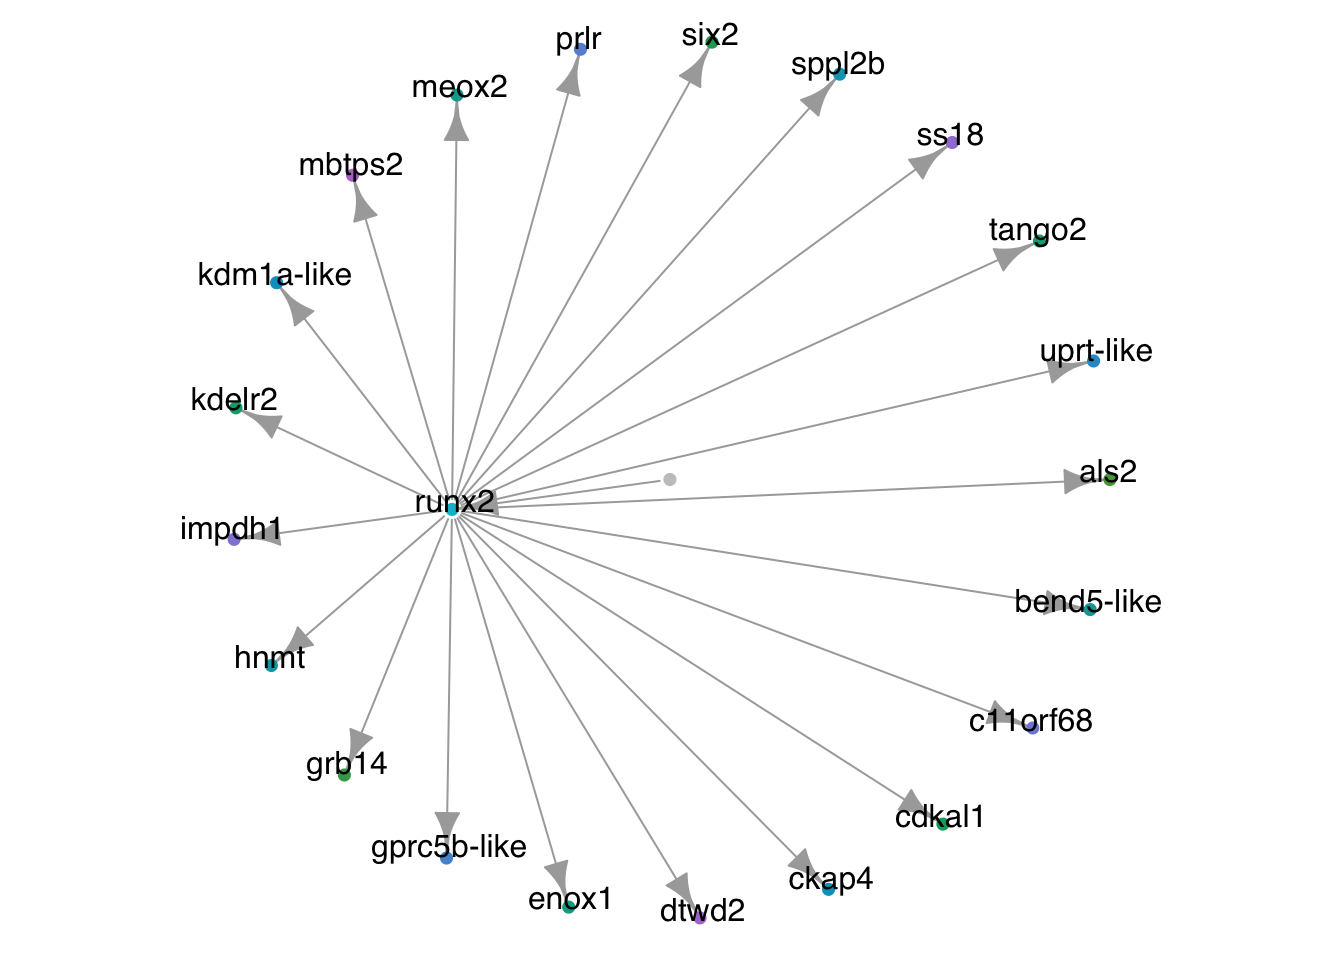 prlr
six2
sppl2b
meox2
ss18
mbtps2
tango2
kdm1a-like
uprt-like
kdelr2
als2
runx2
impdh1
bend5-like
hnmt
c11orf68
grb14
cdkal1
gprc5b-like
ckap4
enox1
dtwd2